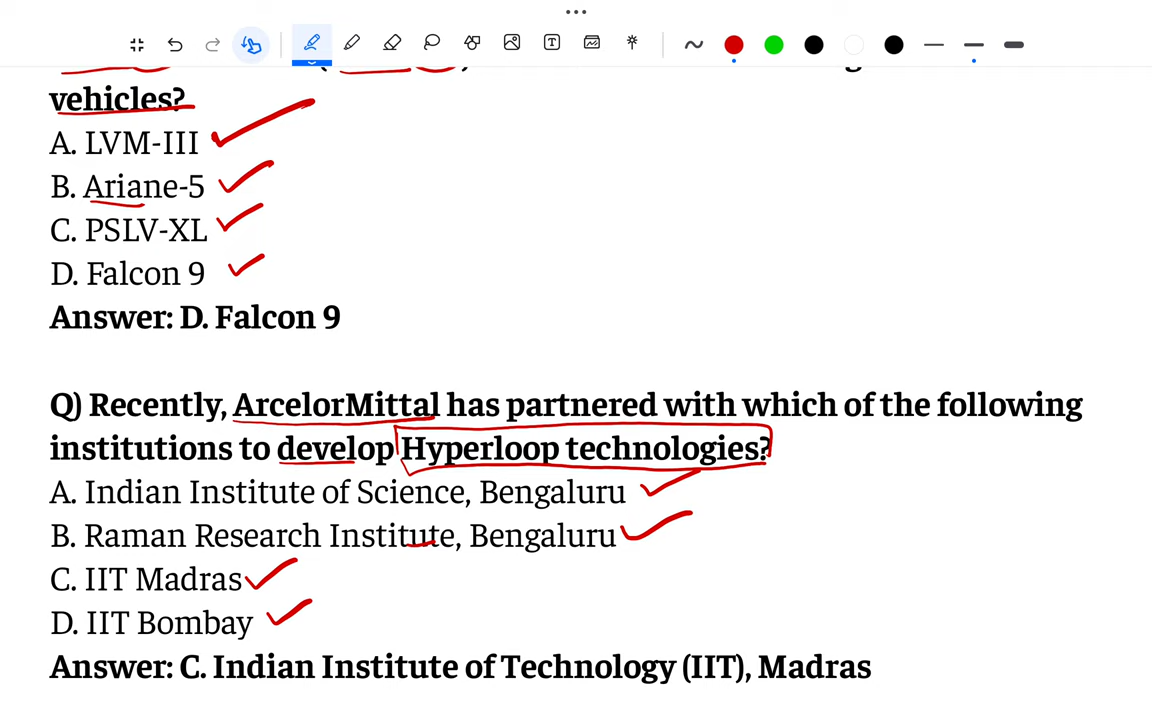 vehicles?
A. LVM-III
B. Ariane-5
C. PSLV-XL
D. Falcon 9
Answer: D. Falcon 9
Q) Recently, ArcelorMittal has partnered with which of the following
institutions to develop Hyperloop technologies?
A. Indian Institute of Science, Bengaluru
B. Raman Research Institute, Bengaluru
C. IIT Madras
D. IIT Bombay
Answer: C. Indian Institute of Technology (IIT), Madras